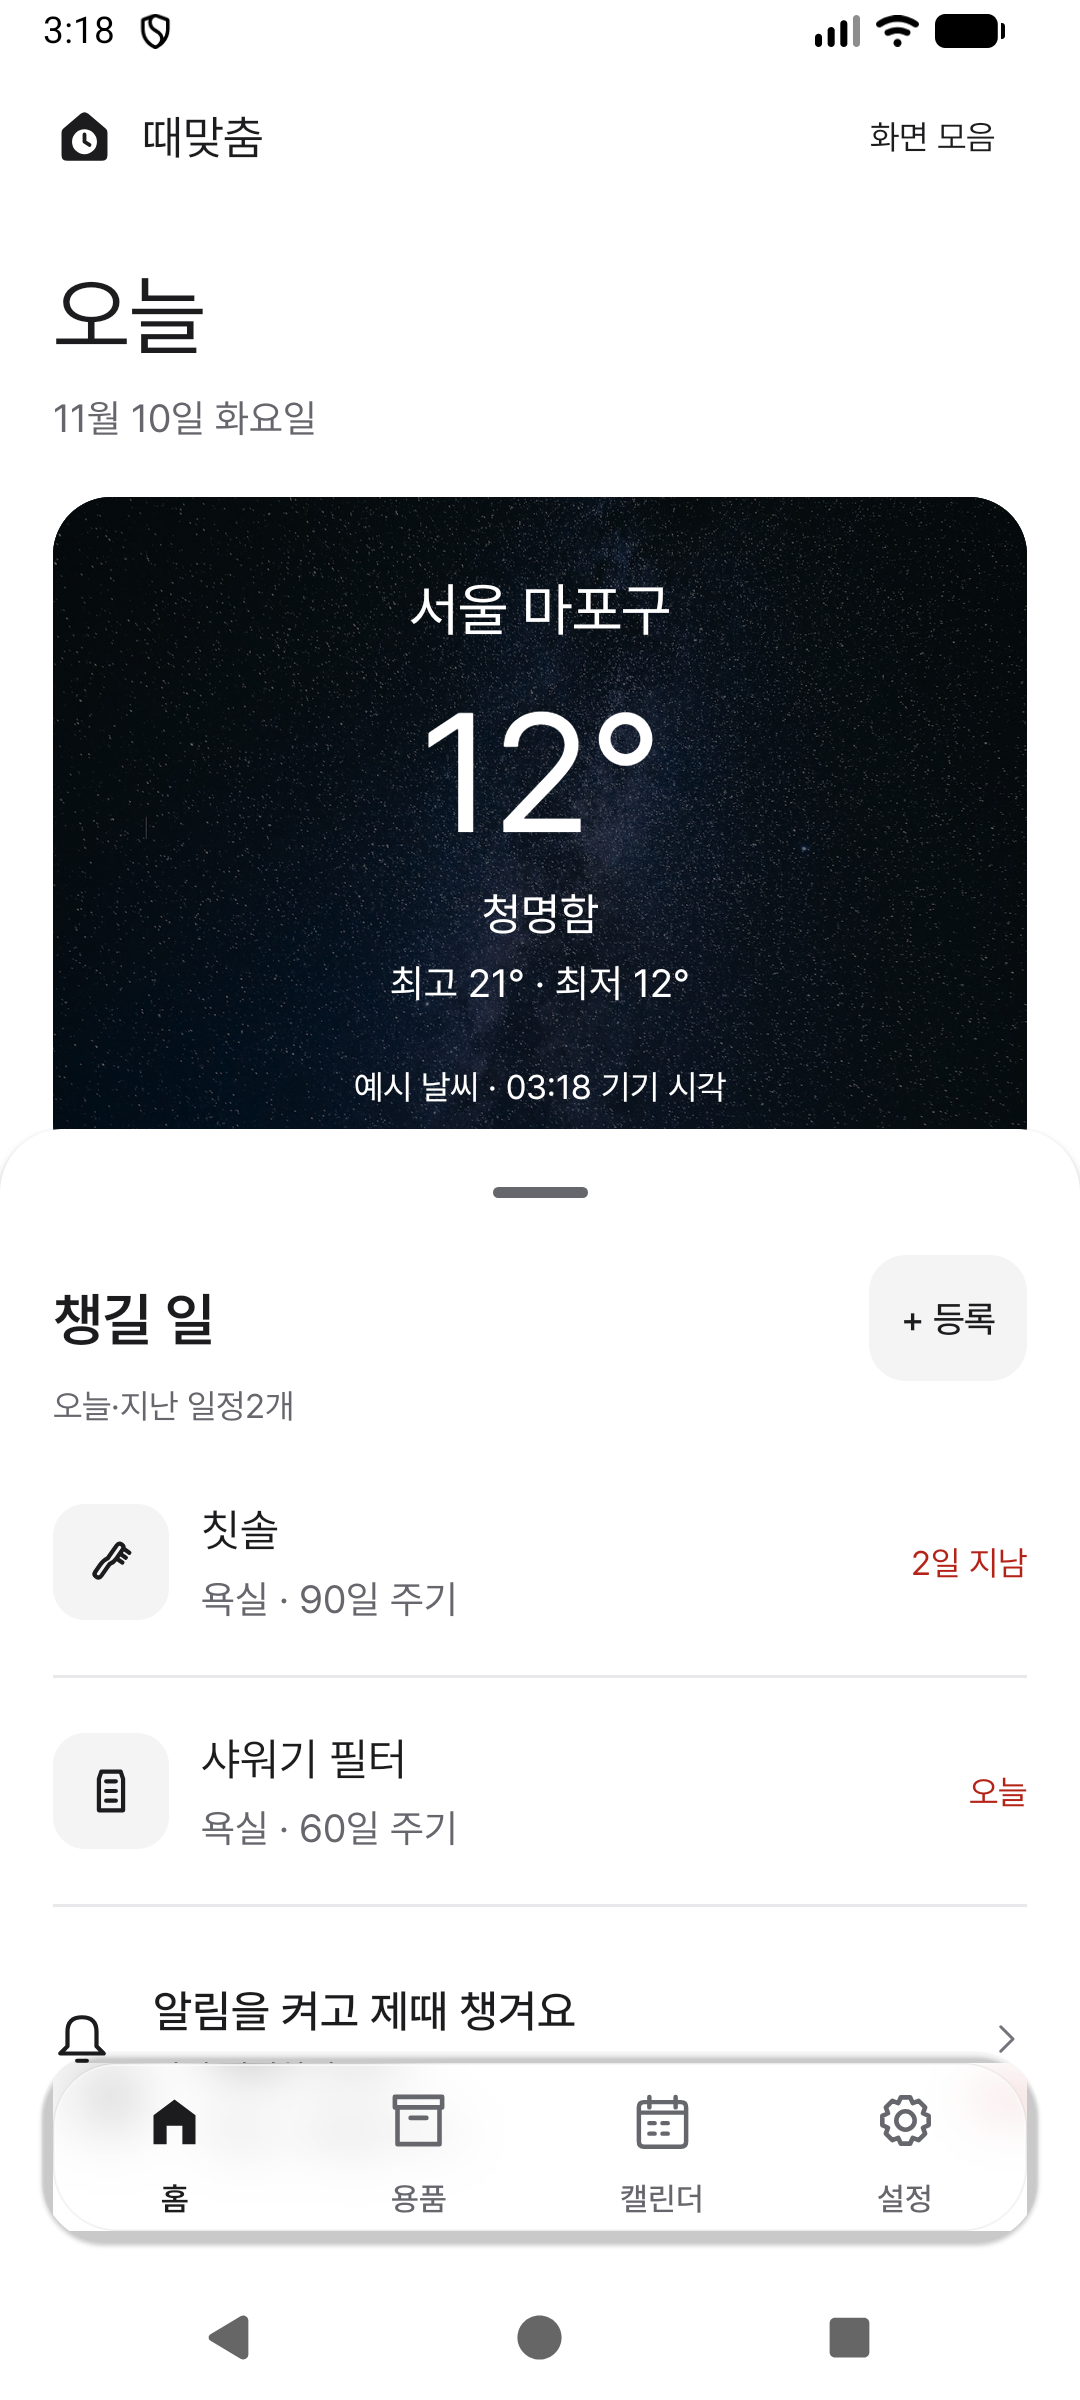 3:18
때맞춤
화면 모음
오늘
11월 10일 화요일
서울 마포구
12°
청명함
최고 21° · 최저 12°
예시 날씨 · 03:18 기기 시각
챙길 일
+ 등록
오늘·지난 일정2개
칫솔
욕실 · 90일 주기
2일 지남
샤워기 필터
욕실 · 60일 주기
오늘
알림을 켜고 제때 챙겨요
홈
용품
캘린더
설정